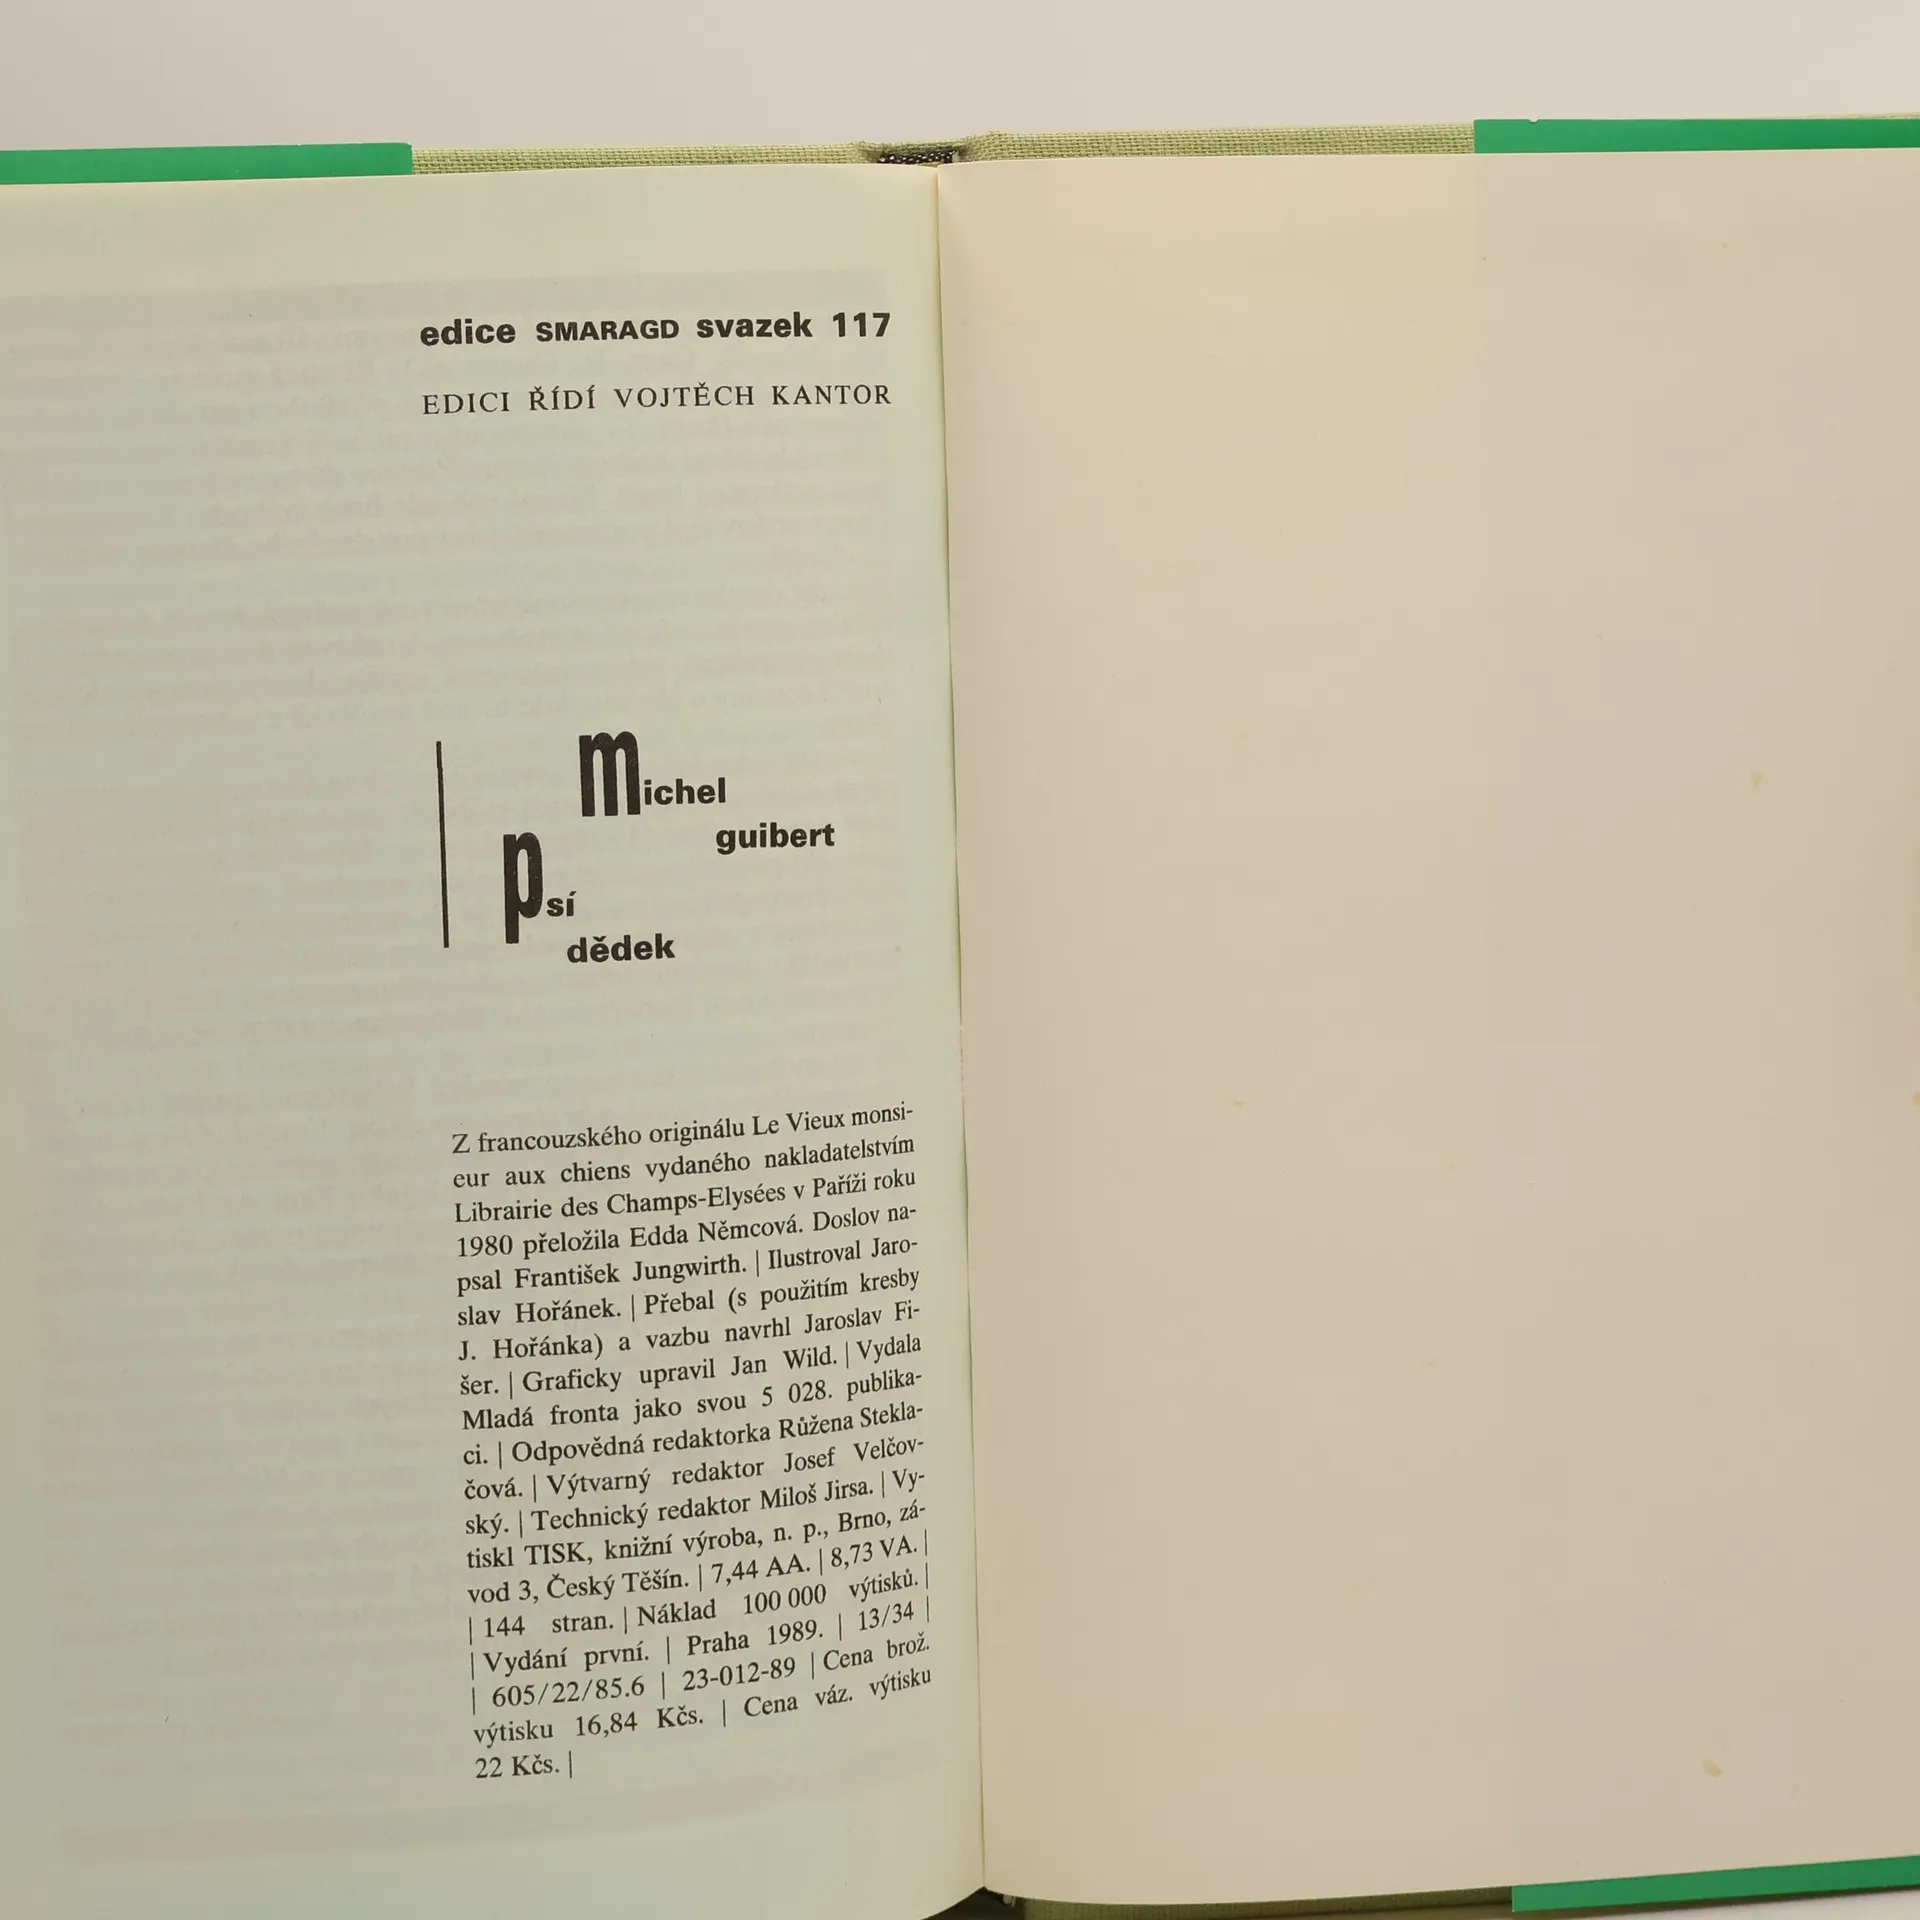 edice SMARAGD svazek 117
EDICI ŘÍDÍ VOJTĚCH KANTOR
michel
guibert
psí
dědek
Z francouzského originálu Le Vieux monsi-
eur aux chiens vydaného nakladatelstvím
Librairie des Champs-Elysées v Paříži roku
1980 přeložila Edda Němcová. Doslov na-
psal František Jungwirth. | Ilustroval Jaro-
slav Hořánek. | Přebal (s použitím kresby
J. Hořánka) a vazbu navrhl Jaroslav Fi-
šer. | Graficky upravil Jan Wild. | Vydala
Mladá fronta jako svou 5 028. publika-
ci. | Odpovědná redaktorka Růžena Stekla-
čová. | Výtvarný redaktor Josef Velčov-
ský. | Technický redaktor Miloš Jirsa. | Vy-
tiskl TISK, knižní výroba, n. p., Brno, zá-
vod 3, Český Těšín. | 7,44 AA. | 8,73 VA. |
| 144 stran. | Náklad 100 000 výtisků. |
| Vydání první. | Praha 1989. | 13/34 |
| 605/22/85.6 | 23-012-89 | Cena brož.
výtisku 16,84 Kčs. | Cena váz. výtisku
22 Kčs. |